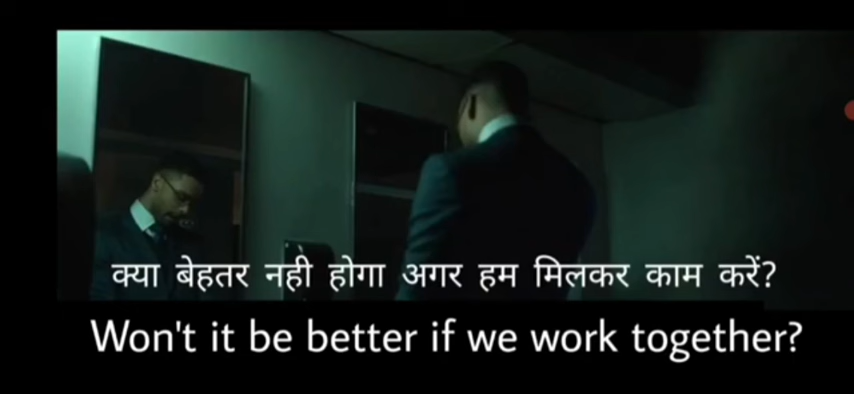 क्या बेहतर नही होगा अगर हम मिलकर काम करें?
Won't it be better if we work together?